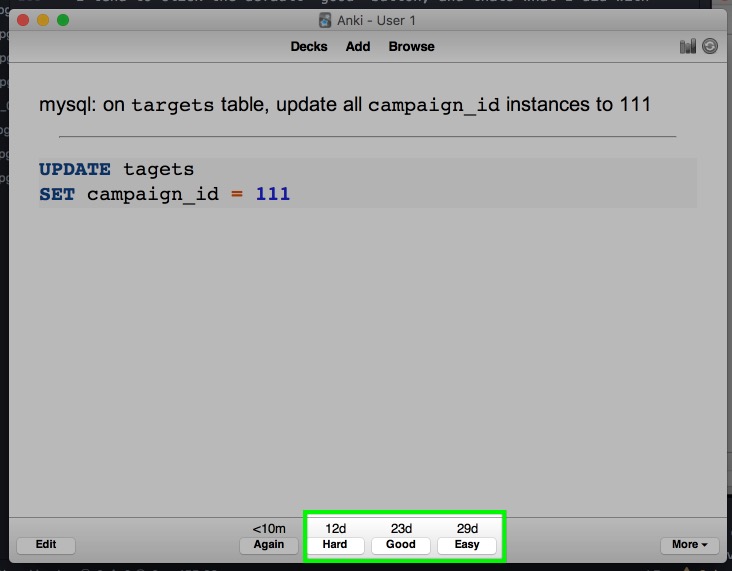 Anki - User 1
Decks Add Browse
mysql: on targets table, update all campaign_id instances to 111
UPDATE tagets
SET campaign_id = 111
<10m 12d 23d 29d
Edit Again Hard Good Easy More